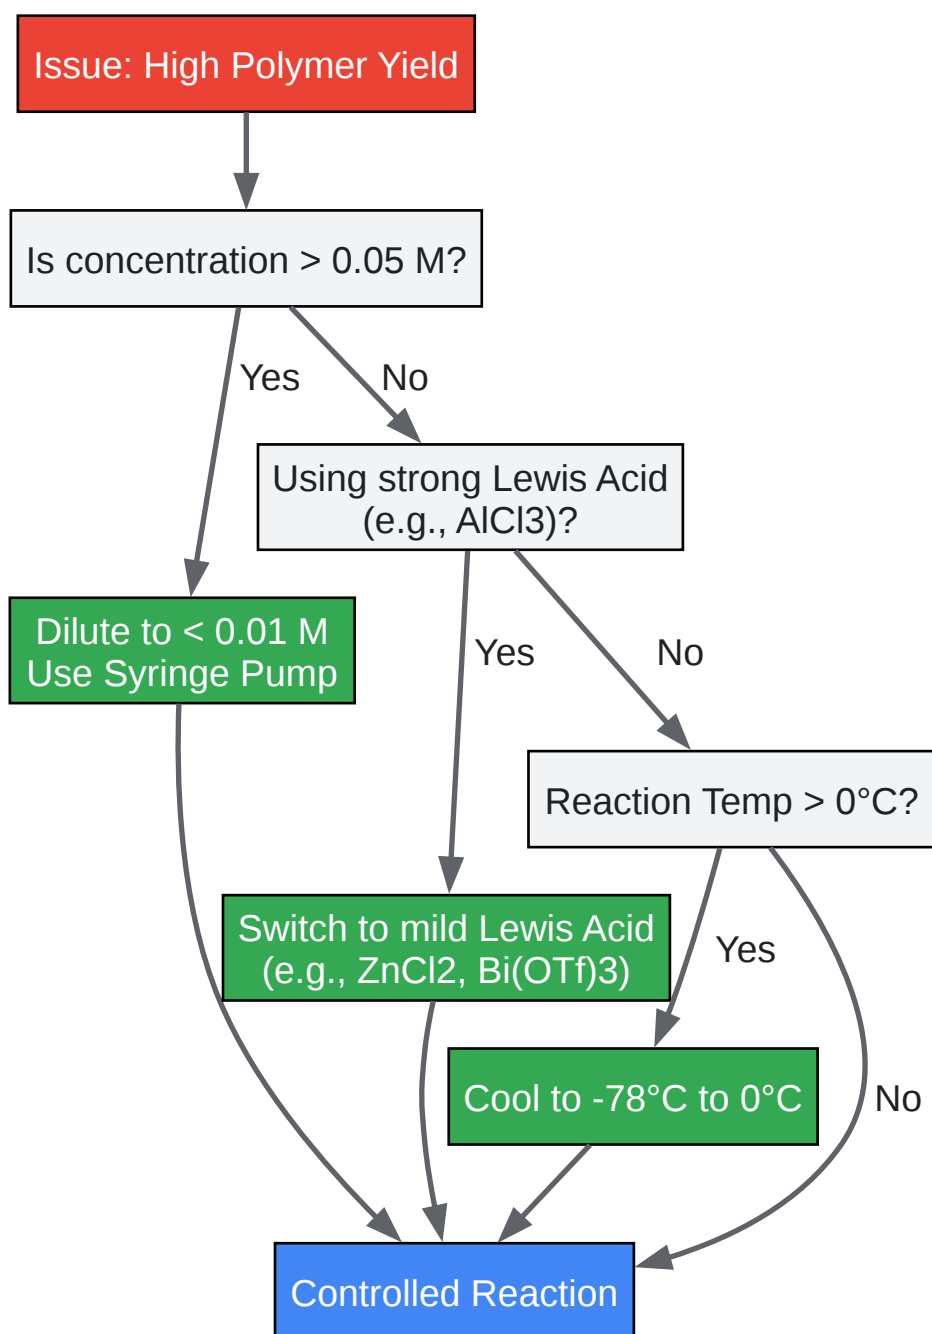 Issue: High Polymer Yield
Is concentration > 0.05 M?
Yes
No
Using strong Lewis Acid
(e.g., AlCl3)?
Dilute to < 0.01 M
Use Syringe Pump
Yes
No
Reaction Temp > 0°C?
Switch to mild Lewis Acid
(e.g., ZnCl2, Bi(OTf)3)
Yes
Cool to -78°C to 0°C
No
Controlled Reaction